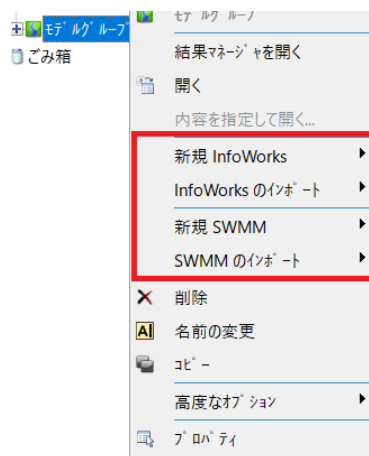 ﾓﾃﾞﾙｸﾞﾙｰﾌﾟ
ごみ箱
ﾓﾃﾞﾙｸﾞﾙｰﾌﾟ
結果ﾏﾈｰｼﾞｬを開く
開く
内容を指定して開く...
新規 InfoWorks
InfoWorks のｲﾝﾎﾟｰﾄ
新規 SWMM
SWMM のｲﾝﾎﾟｰﾄ
削除
AI
名前の変更
ｺﾋﾟｰ
高度なｵﾌﾟｼｮﾝ
ﾌﾟﾛﾊﾟﾃｨ